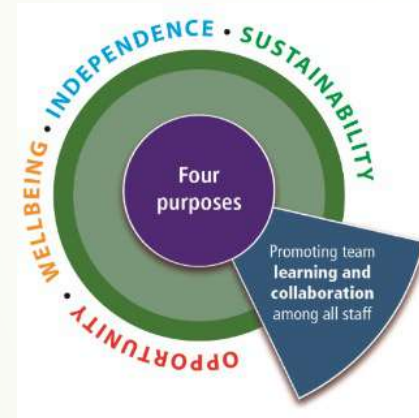 WELLBEING • INDEPENDENCE • SUSTAINABILITY
Four
purposes
Promoting team
learning and
collaboration
among all staff
• OPPORTUNITY